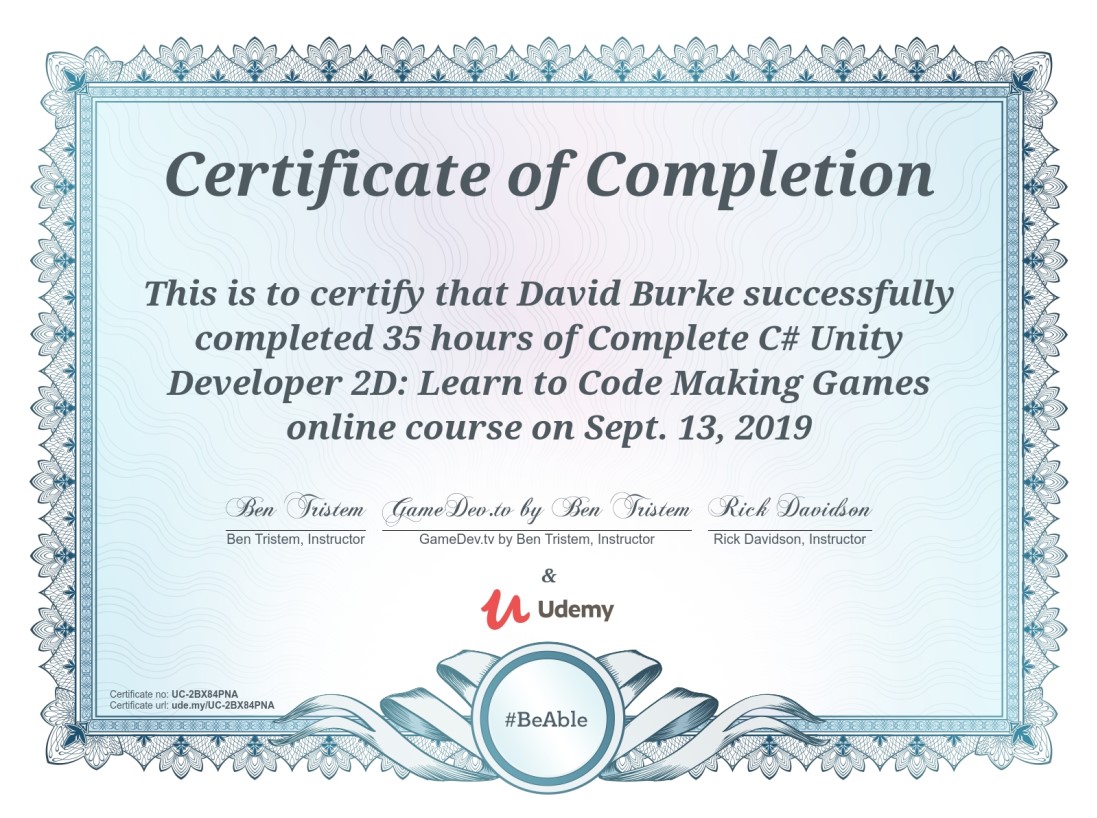 Certificate of Completion
This is to certify that David Burke successfully
completed 35 hours of Complete C# Unity
Developer 2D: Learn to Code Making Games
online course on Sept. 13, 2019
Ben Tristem GameDev.tv by Ben Tristem Rick Davidson
Ben Tristem, Instructor GameDev.tv by Ben Tristem, Instructor Rick Davidson, Instructor
&
Udemy
Certificate no: UC-2BX84PNA
Certificate url: ude.my/UC-2BX84PNA
#BeAble